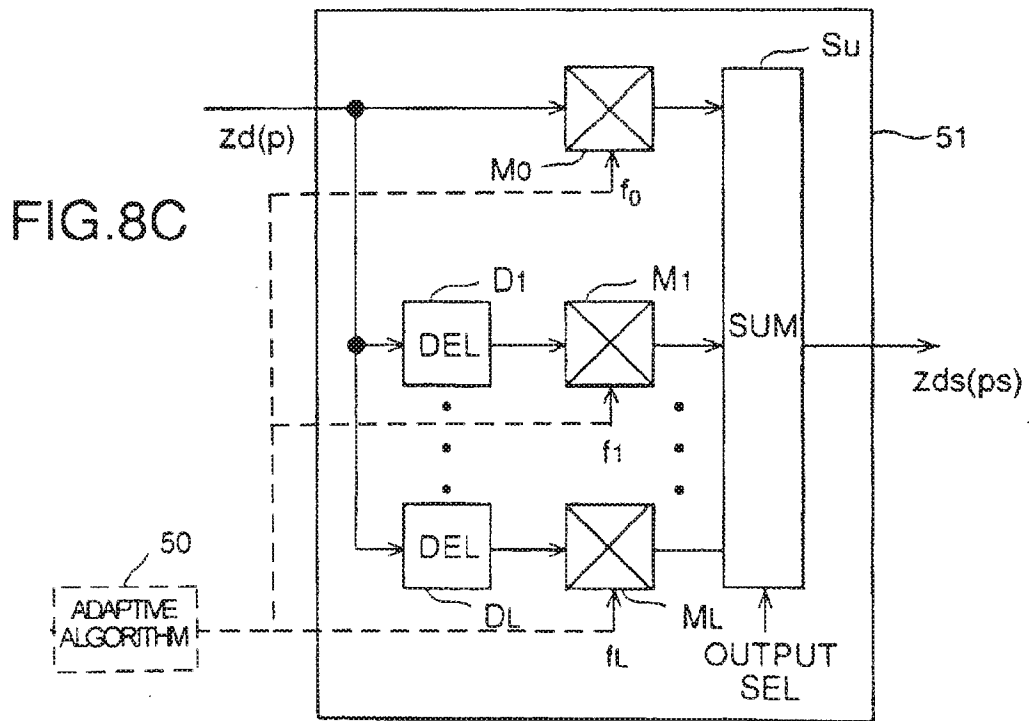 Su
zd(p)
M0
f0
51
FIG.8C
D1
M1
DEL
SUM
zds(ps)
f1
50
DEL
ADAPTIVE
ALGORITHM
DL
ML
fL
OUTPUT
SEL